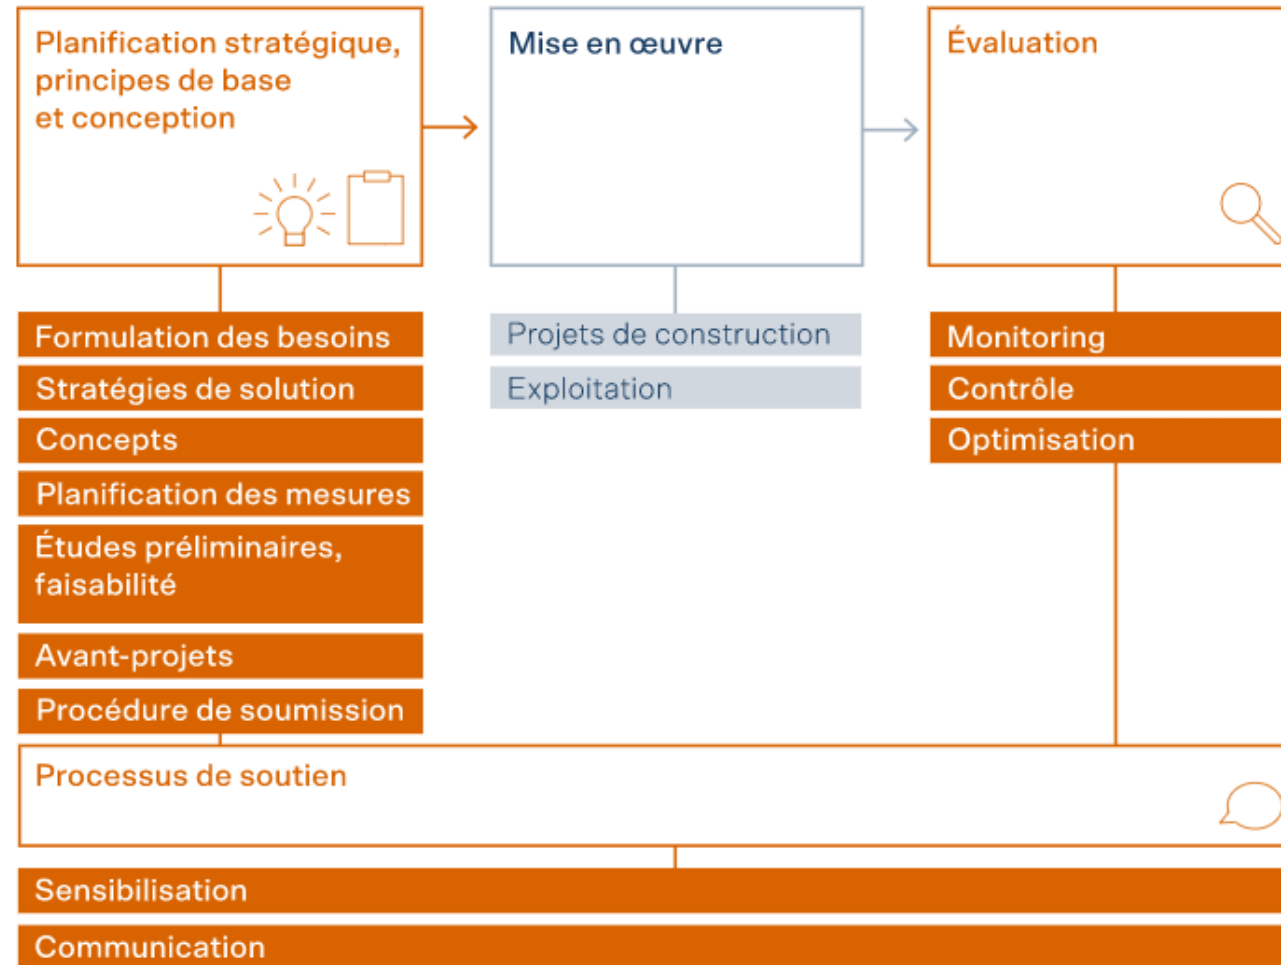 Planification stratégique,
principes de base
et conception
Mise en œuvre
Évaluation
Formulation des besoins
Stratégies de solution
Concepts
Planification des mesures
Études préliminaires,
faisabilité
Avant-projets
Procédure de soumission
Projets de construction
Exploitation
Monitoring
Contrôle
Optimisation
Processus de soutien
Sensibilisation
Communication